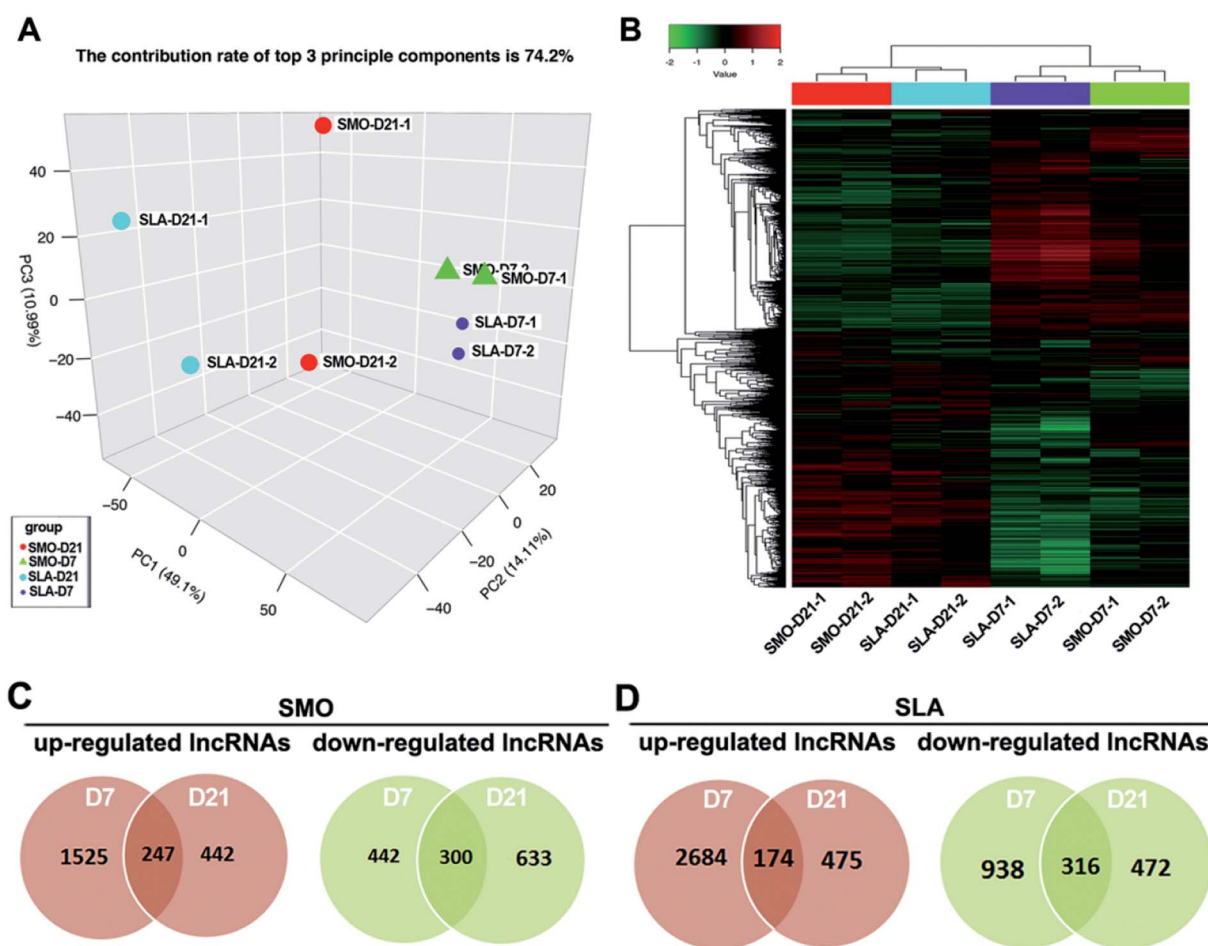 A
The contribution rate of top 3 principle components is 74.2%
SMO-D21-1
SLA-D21-1
SMO-D7-2
SMO-D7-1
SLA-D7-1
SLA-D7-2
SLA-D21-2
SMO-D21-2
PC3 (10.99%)
40
20
0
−20
−40
−50
0
50
PC1 (49.1%)
−40
−20
0
20
PC2 (14.11%)
group
SMO-D21
SMO-D7
SLA-D21
SLA-D7
B
-2 -1 0 1 2
Value
SMO-D21-1
SMO-D21-2
SLA-D21-1
SLA-D21-2
SLA-D7-1
SLA-D7-2
SMO-D7-1
SMO-D7-2
C
SMO
up-regulated lncRNAs down-regulated lncRNAs
D7 D21 D7 D21
1525 247 442 442 300 633
D
SLA
up-regulated lncRNAs down-regulated lncRNAs
D7 D21 D7 D21
2684 174 475 938 316 472